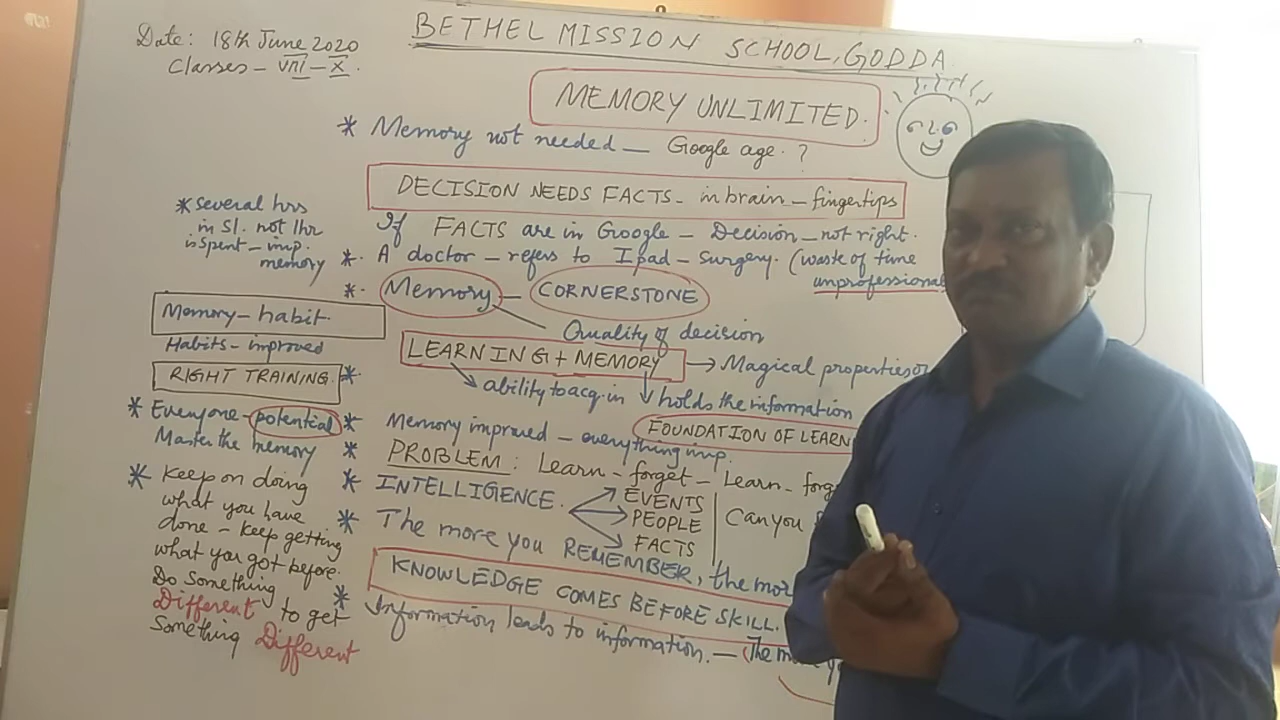 Date: 18th June 2020
Classes - VIII - X.
BETHEL MISSION SCHOOL, GODDA
MEMORY UNLIMITED.
* Memory not needed — Google age. ?
DECISION NEEDS FACTS - in brain - fingertips
If FACTS are in Google - Decision - not right.
*. A doctor - refers to Ipad - surgery. (waste of time
unprofessional
*. Memory - CORNERSTONE
Quality of decision
LEARNING + MEMORY → Magical properties
ability to acq. in
holds the information
FOUNDATION OF LEARN
* Memory improved - everything imp.
* PROBLEM: Learn - forget - Learn - forg
* INTELLIGENCE.
EVENTS
PEOPLE
FACTS
Can you
* The more you REMEMBER, the mo
KNOWLEDGE COMES BEFORE SKILL.
* Information leads to information. — (The m
* several hrs
in Sl. not 1hr
is spent - imp.
memory
Memory - habit.
Habits - improved
RIGHT TRAINING. *
* Everyone - potential
Master the memory
* Keep on doing
what you have
done - keep getting
what you got before.
Do Something
Different to get
Something Different